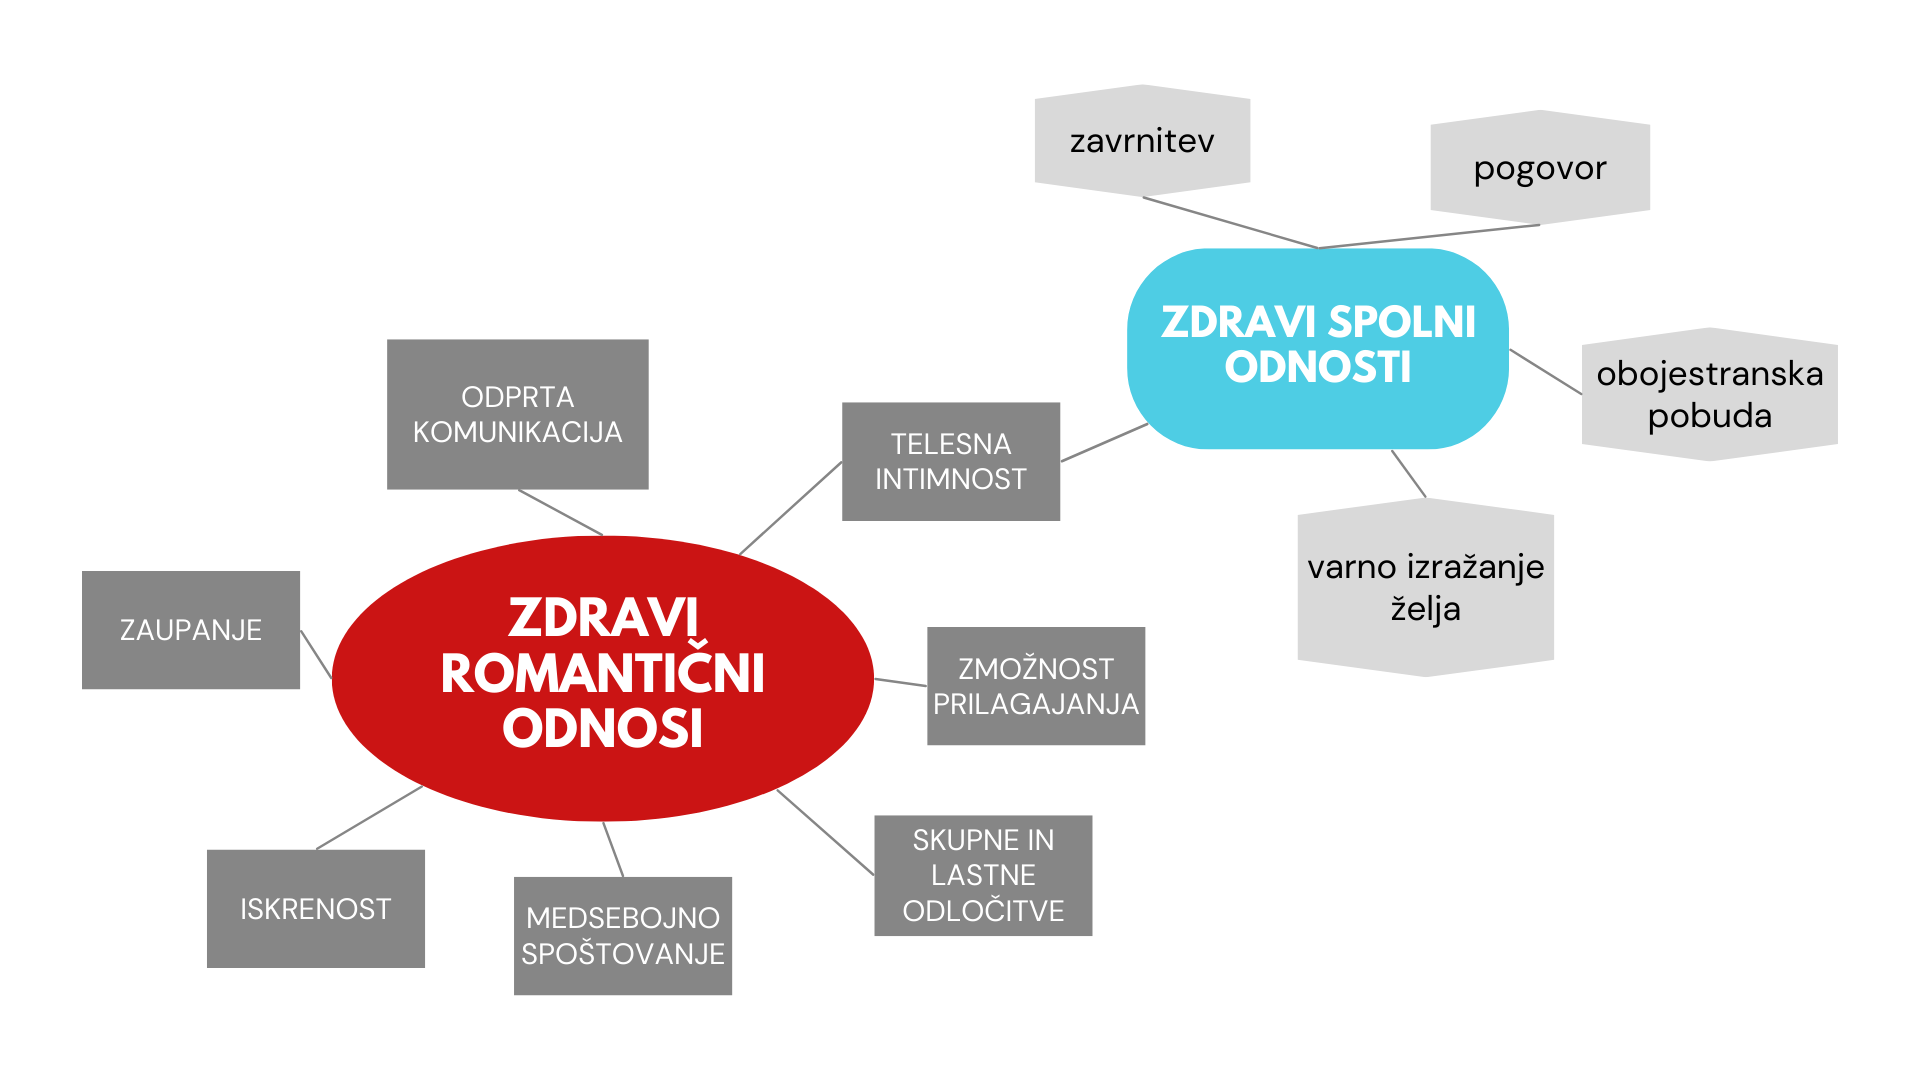 zavrnitev
pogovor
ZDRAVI SPOLNI
ODNOSTI
obojestranska
pobuda
varno izražanje
želja
TELESNA
INTIMNOST
ODPRTA
KOMUNIKACIJA
ZAUPANJE
ZDRAVI
ROMANTIČNI
ODNOSI
ZMOŽNOST
PRILAGAJANJA
SKUPNE IN
LASTNE
ODLOČITVE
ISKRENOST
MEDSEBOJNO
SPOŠTOVANJE